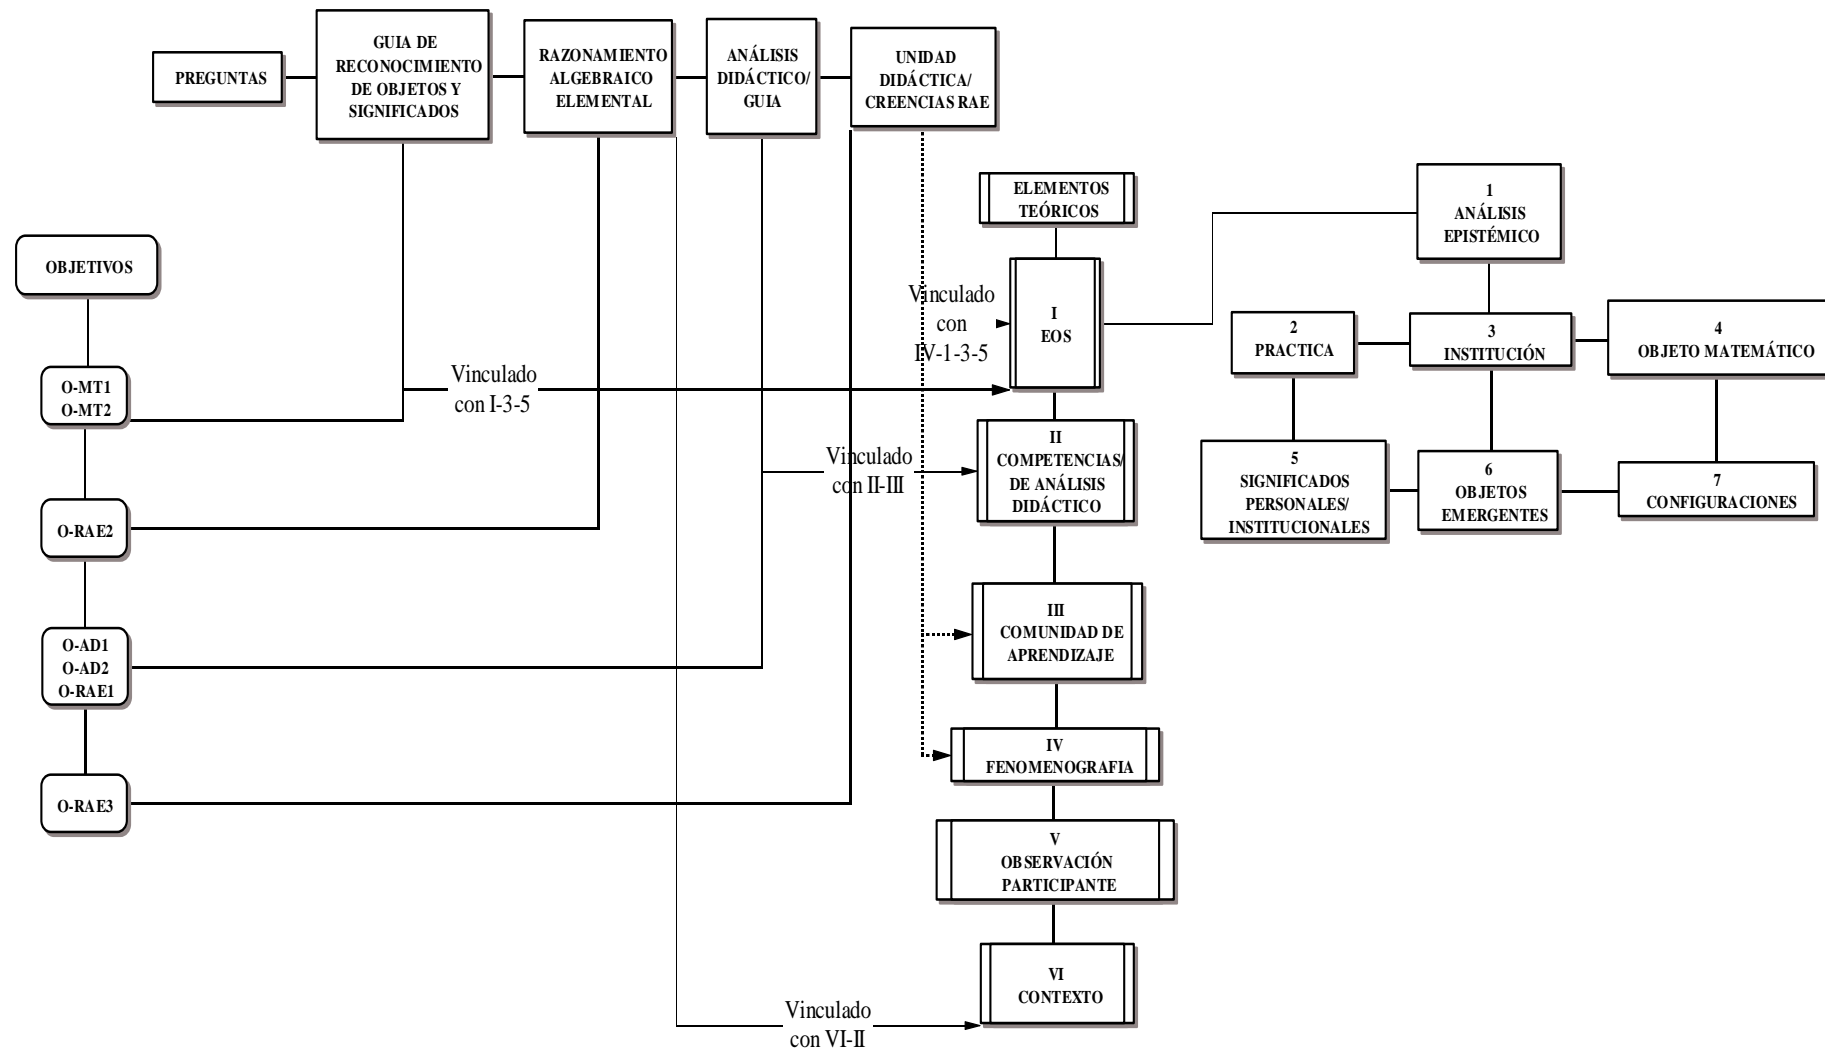 PREGUNTAS
GUIA DE
RECONOCIMIENTO
DE OBJETOS Y
SIGNIFICADOS
RAZONAMIENTO
ALGEBRAICO
ELEMENTAL
ANÁLISIS
DIDÁCTICO/
GUIA
UNIDAD
DIDÁCTICA/
CREENCIAS RAE
OBJETIVOS
O-MT1
O-MT2
O-RAE2
O-AD1
O-AD2
O-RAE1
O-RAE3
Vinculado
con I-3-5
Vinculado
con II-III
Vinculado
con
IV-1-3-5
Vinculado
con VI-II
ELEMENTOS
TEÓRICOS
I
EOS
II
COMPETENCIAS/
DE ANÁLISIS
DIDÁCTICO
III
COMUNIDAD DE
APRENDIZAJE
IV
FENOMENOGRAFIA
V
OBSERVACIÓN
PARTICIPANTE
VI
CONTEXTO
1
ANÁLISIS
EPISTÉMICO
2
PRACTICA
3
INSTITUCIÓN
4
OBJETO MATEMÁTICO
5
SIGNIFICADOS
PERSONALES/
INSTITUCIONALES
6
OBJETOS
EMERGENTES
7
CONFIGURACIONES